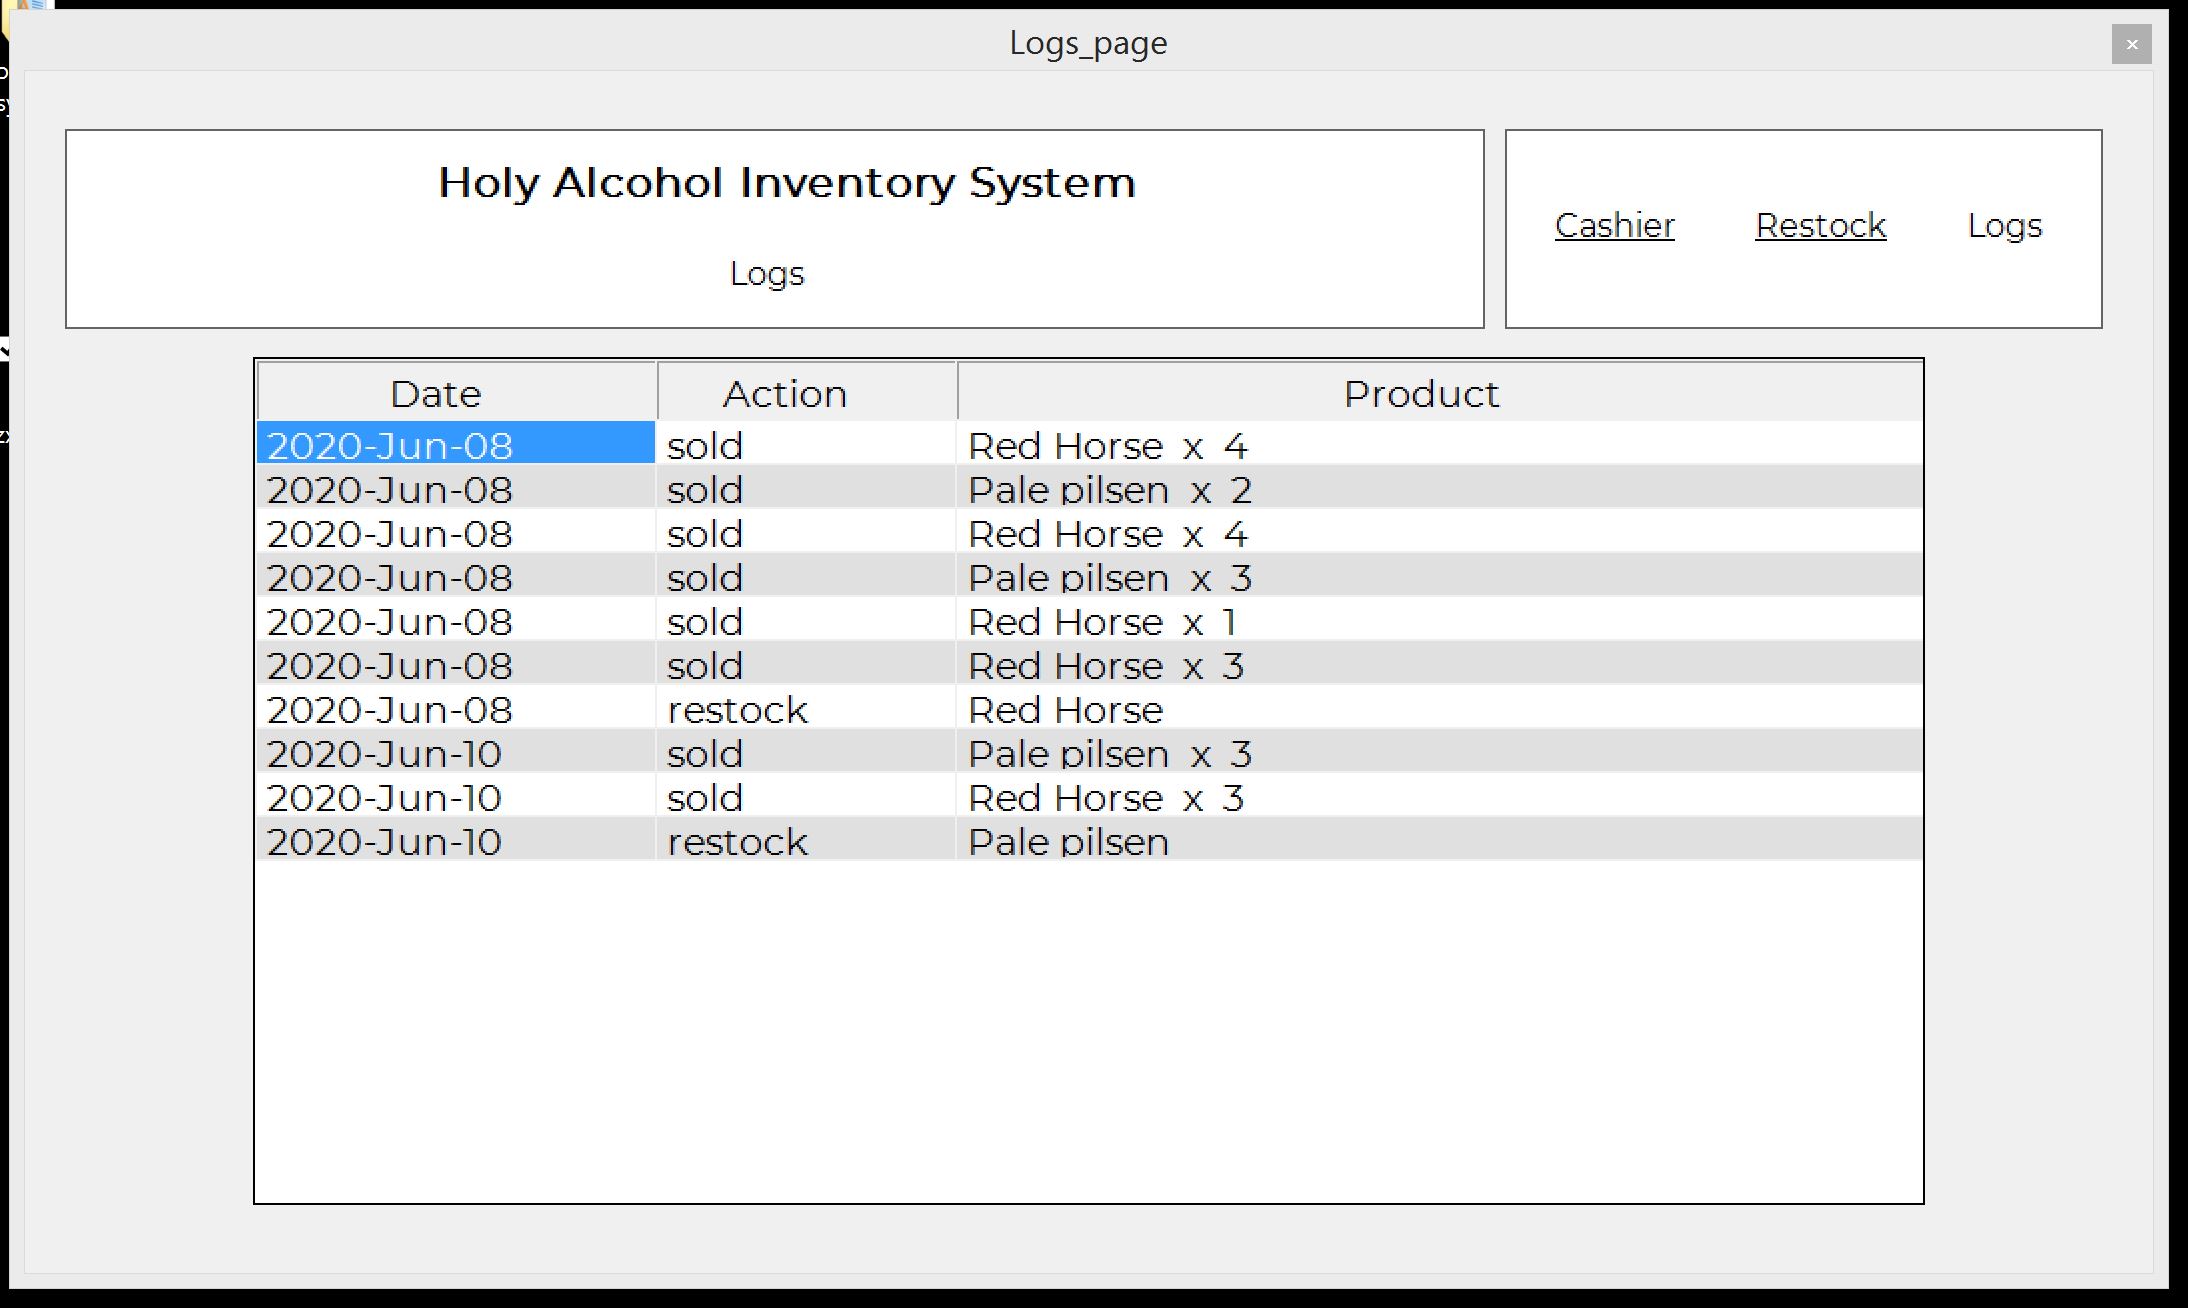 Logs_page
x
Holy Alcohol Inventory System
Logs
Cashier Restock Logs
Date Action Product
2020-Jun-08 sold Red Horse x 4
2020-Jun-08 sold Pale pilsen x 2
2020-Jun-08 sold Red Horse x 4
2020-Jun-08 sold Pale pilsen x 3
2020-Jun-08 sold Red Horse x 1
2020-Jun-08 sold Red Horse x 3
2020-Jun-08 restock Red Horse
2020-Jun-10 sold Pale pilsen x 3
2020-Jun-10 sold Red Horse x 3
2020-Jun-10 restock Pale pilsen